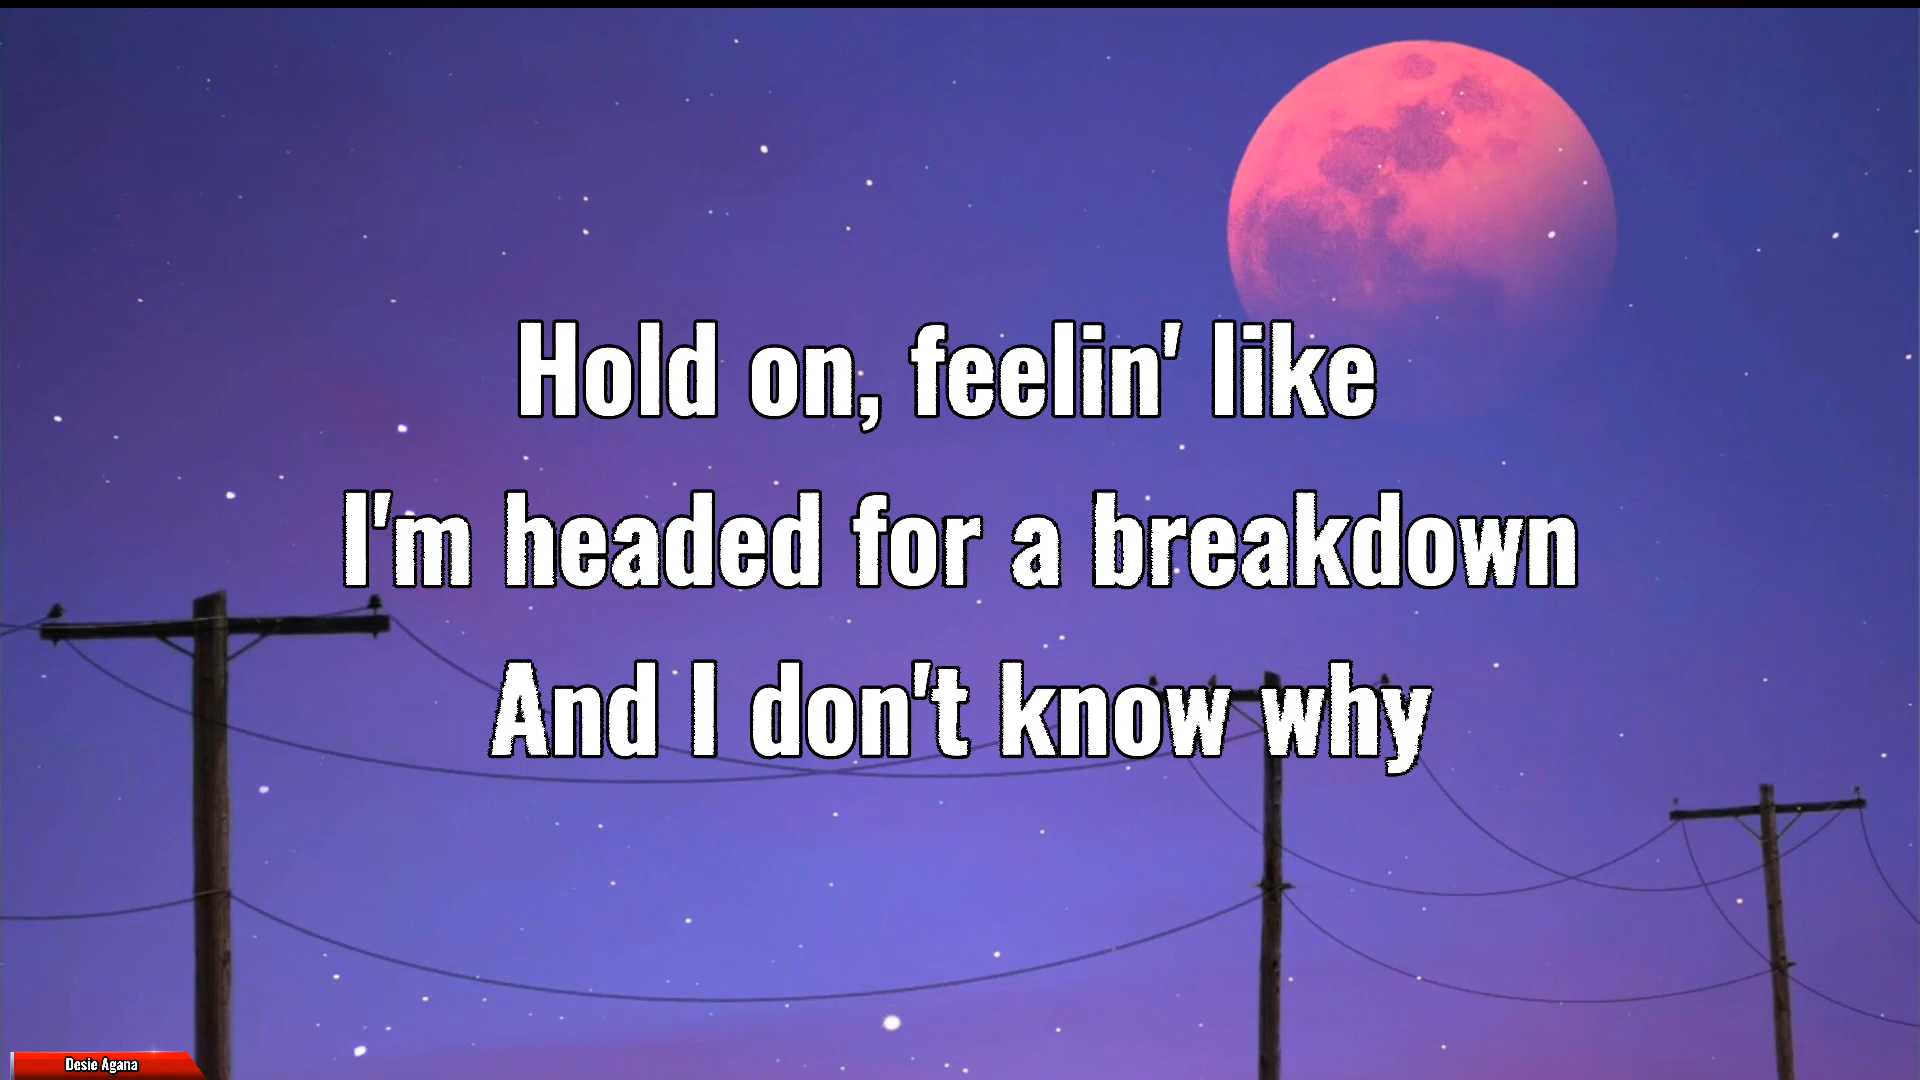 Hold on, feelin' like
I'm headed for a breakdown
And I don't know why
Desie Agana